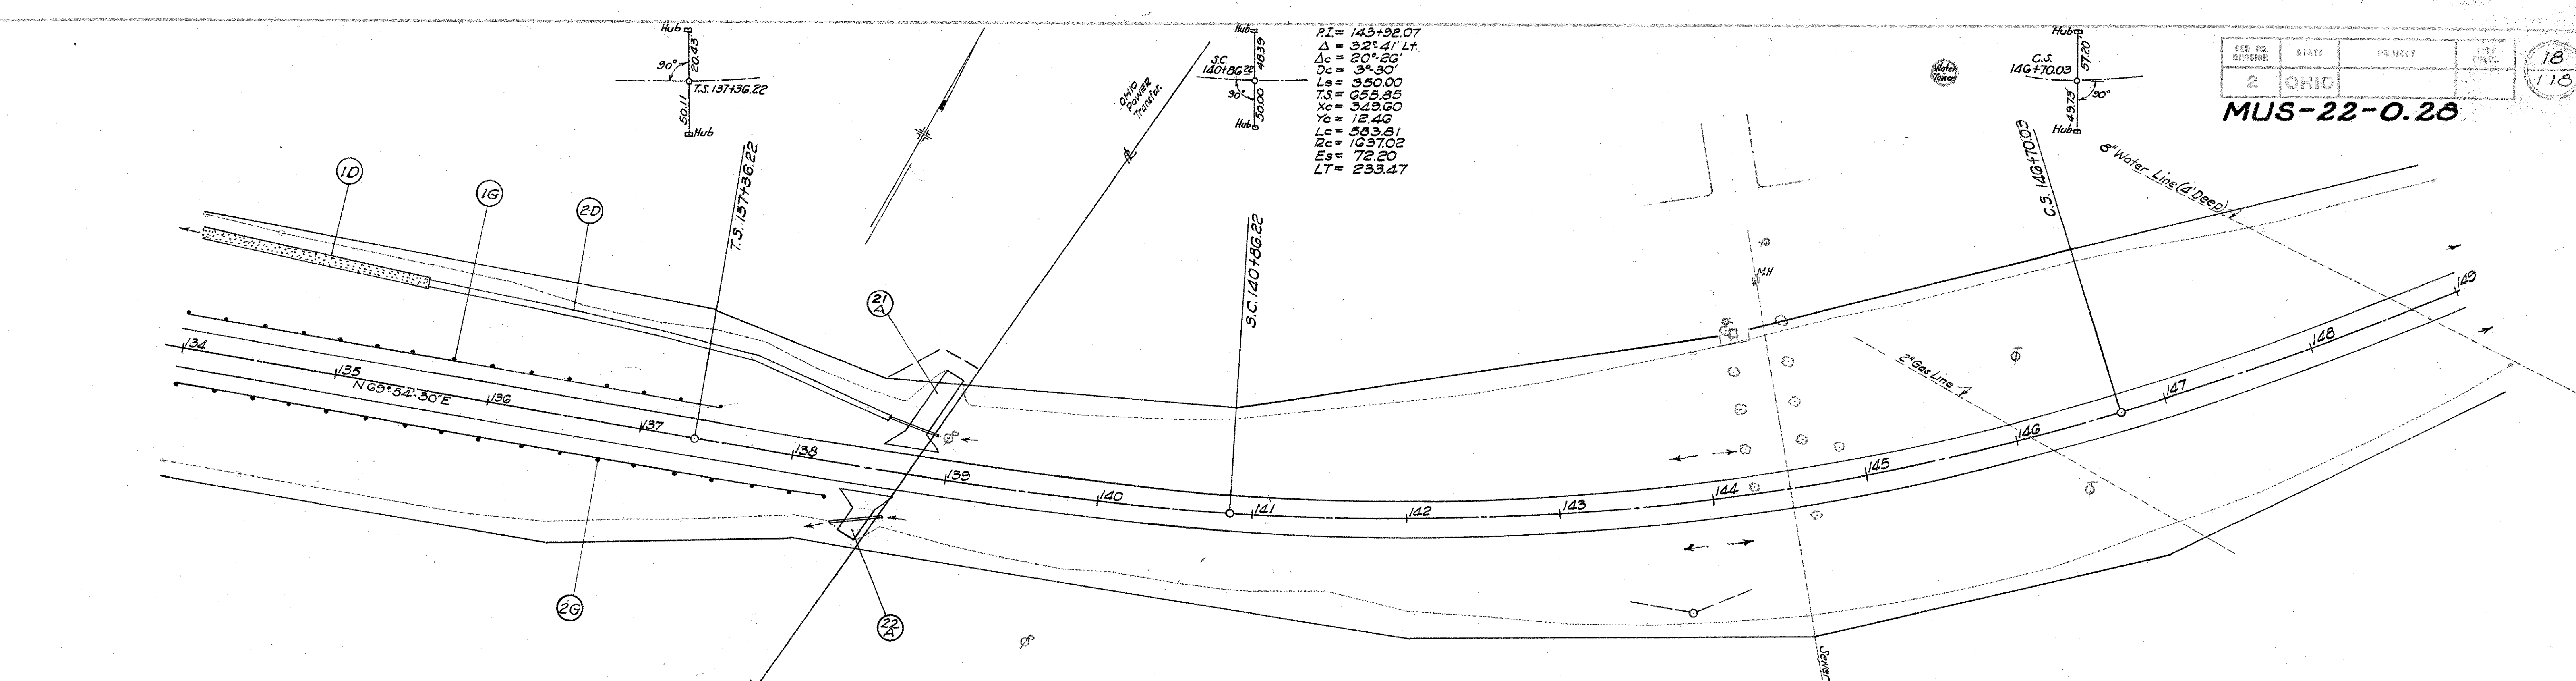 Hub
20.43
90°
T.S. 137+36.22
50.11
Hub
OHIO
POWER
Transfer.
Hub
48.39
S.C.
140+86.22
90°
50.00
Hub
P.I. = 143+92.07
Δ = 32°-41' Lt.
Δc = 20°-26'
Dc = 3°-30'
Ls = 350.00
T.S. = 655.85
Xc = 349.60
Yc = 12.46
Lc = 583.81
Rc = 1637.02
Es = 72.20
LT = 233.47
Water
Tower
Hub
57.20'
C.S.
146+70.03
90°
49.73'
Hub
FED. RD.
DIVISION
STATE
PROJECT
TYPE
FUNDS
2
OHIO
18
118
MUS-22-0.28
1D
1G
2D
T.S. 137+36.22
21
A
S.C. 140+86.22
C.S. 146+70.03
8" Water Line (4' Deep)
M.H
2" Gas Line
134
135
N 69°-54'-30" E
136
137
138
139
140
141
142
143
144
145
146
147
148
149
2G
22
A
Sewer